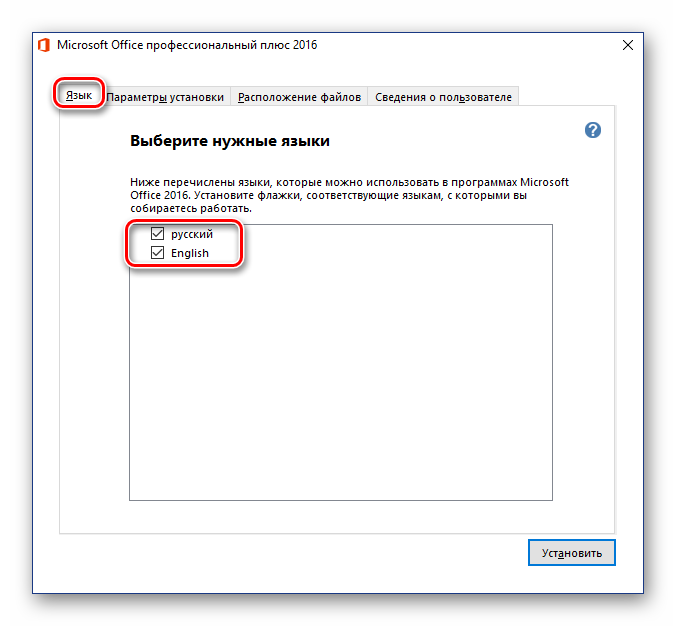 Microsoft Office профессиональный плюс 2016
Язык Параметры установки Расположение файлов Сведения о пользователе
Выберите нужные языки
?
Ниже перечислены языки, которые можно использовать в программах Microsoft
Office 2016. Установите флажки, соответствующие языкам, с которыми вы
собираетесь работать.
русский
English
Установить